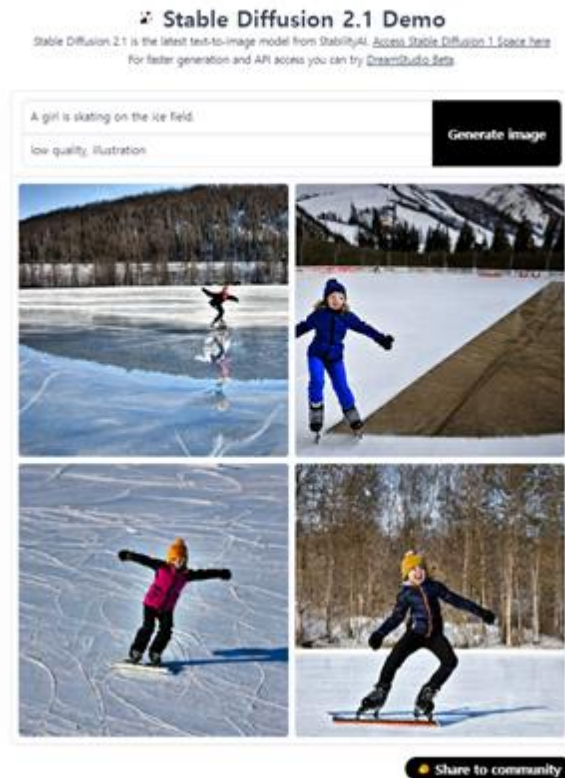 Stable Diffusion 2.1 Demo
Stable Diffusion 2.1 is the latest text-to-image model from StabilityAI. Access Stable Diffusion 1 Space here
For faster generation and API access you can try DreamStudio Beta.
A girl is skating on the ice field.
Generate image
low quality, illustration
Share to community